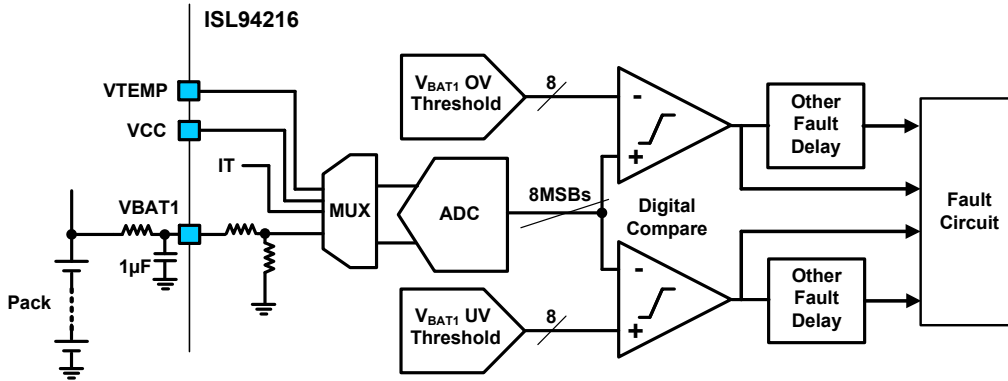 ISL94216
VTEMP
VCC
IT
VBAT1
1µF
Pack
MUX
ADC
8MSBs
VBAT1 OV
Threshold
8
-
+
Digital
Compare
VBAT1 UV
Threshold
8
-
+
Other
Fault
Delay
Other
Fault
Delay
Fault
Circuit